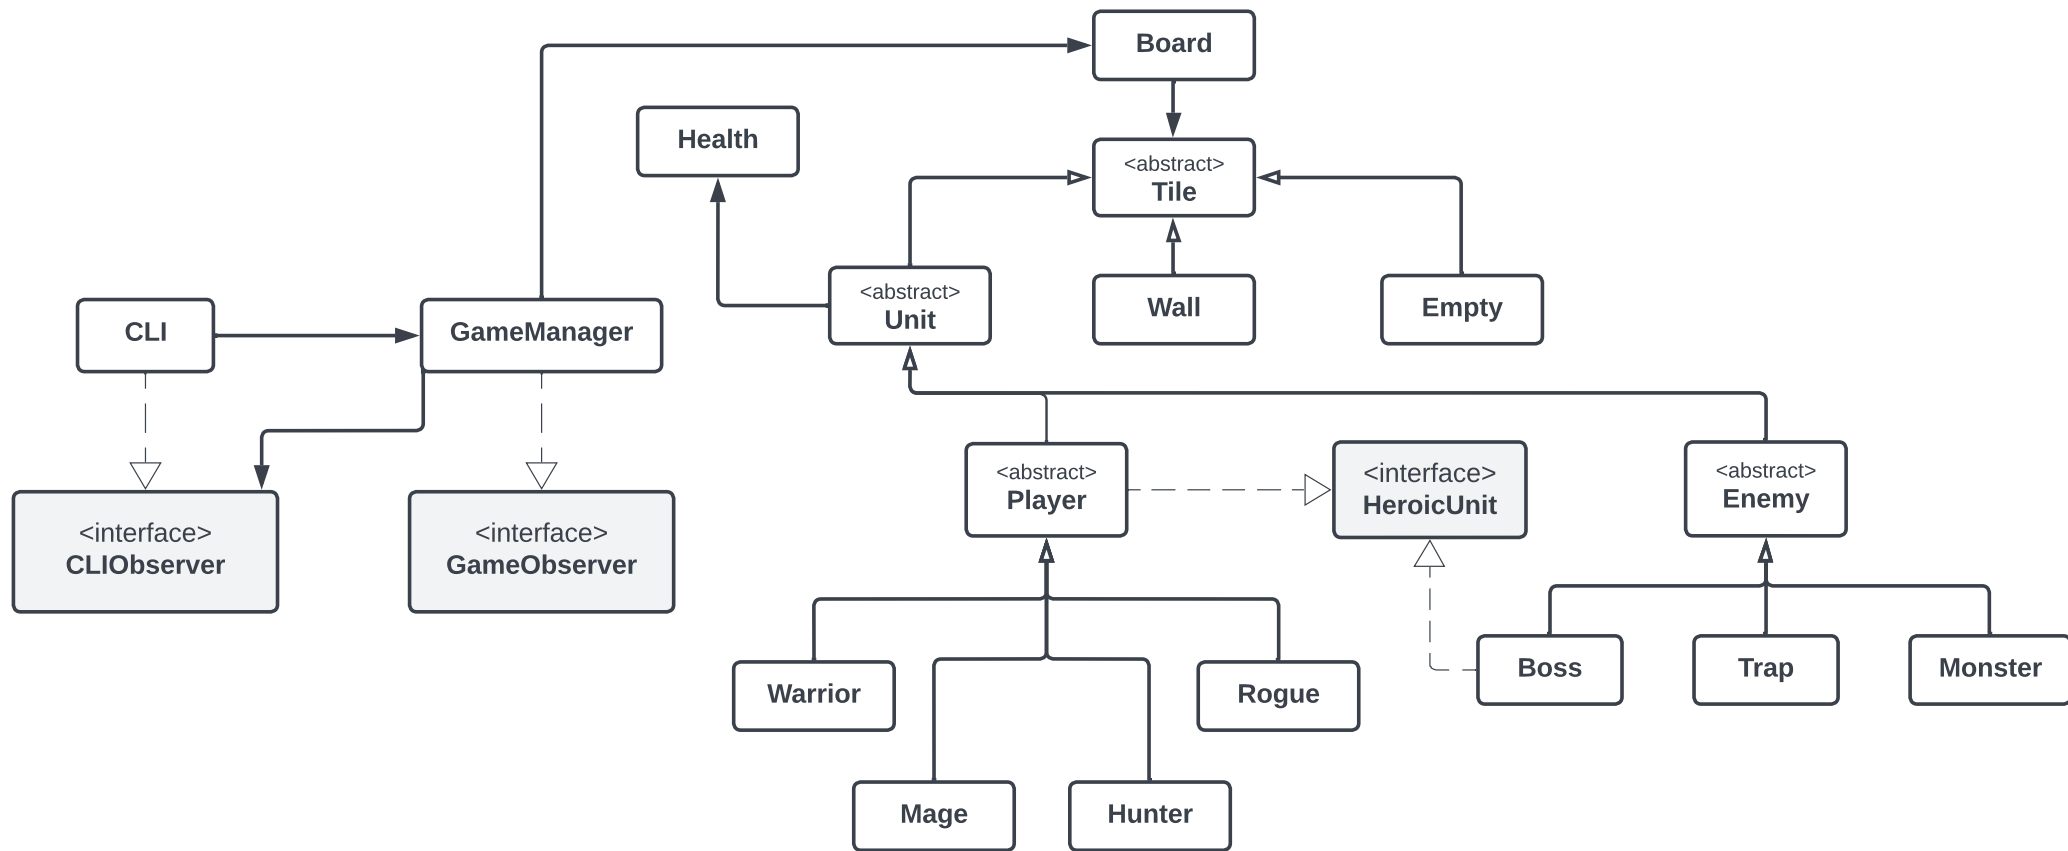 Board
Health
<abstract>
Tile
<abstract>
Unit
Wall
Empty
CLI
GameManager
<abstract>
Player
<interface>
HeroicUnit
<abstract>
Enemy
<interface>
CLIObserver
<interface>
GameObserver
Warrior
Rogue
Boss
Trap
Monster
Mage
Hunter